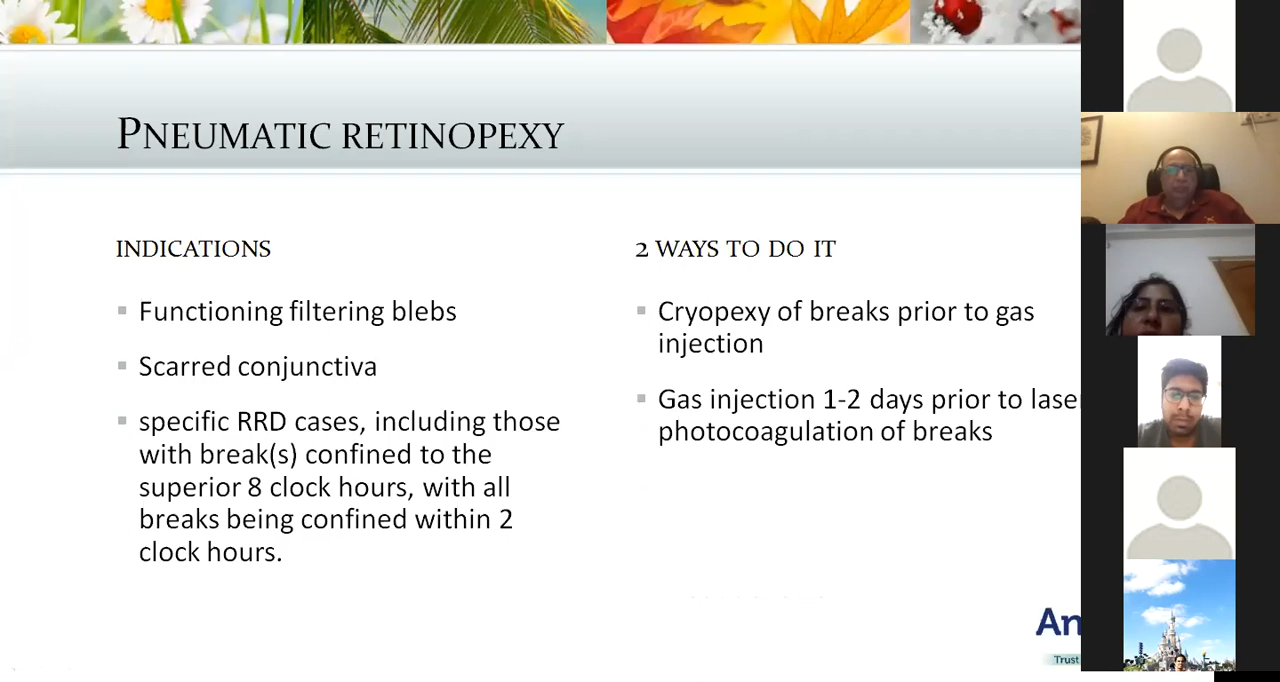 PNEUMATIC RETINOPEXY
INDICATIONS
Functioning filtering blebs
Scarred conjunctiva
specific RRD cases, including those
with break(s) confined to the
superior 8 clock hours, with all
breaks being confined within 2
clock hours.
2 WAYS TO DO IT
Cryopexy of breaks prior to gas
injection
Gas injection 1-2 days prior to laser
photocoagulation of breaks
An
Trust